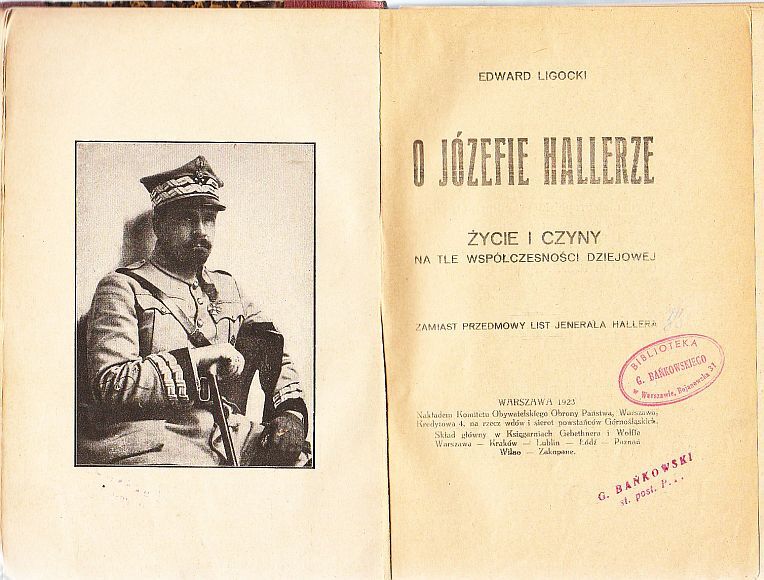 EDWARD LIGOCKI
O JÓZEFIE HALLERZE
ŻYCIE I CZYNY
NA TLE WSPÓŁCZESNOŚCI DZIEJOWEJ
ZAMIAST PRZEDMOWY LIST JENERAŁA HALLERA
BIBLIOTEKA
G. BAŃKOWSKIEGO
w Warszawie,
WARSZAWA 1923
Nakładem Komitetu Obywatelskiego Obrony Państwa, Warszawa,
Kredytowa 4, na rzecz wdów i sierot powstańców Górnośląskich.
Skład główny w Księgarniach Gebethnera i Wolffa
Warszawa — Kraków — Lublin — Łódź — Poznań
Wilno — Zakopane.
G. BAŃKOWSKI
st. post. P...